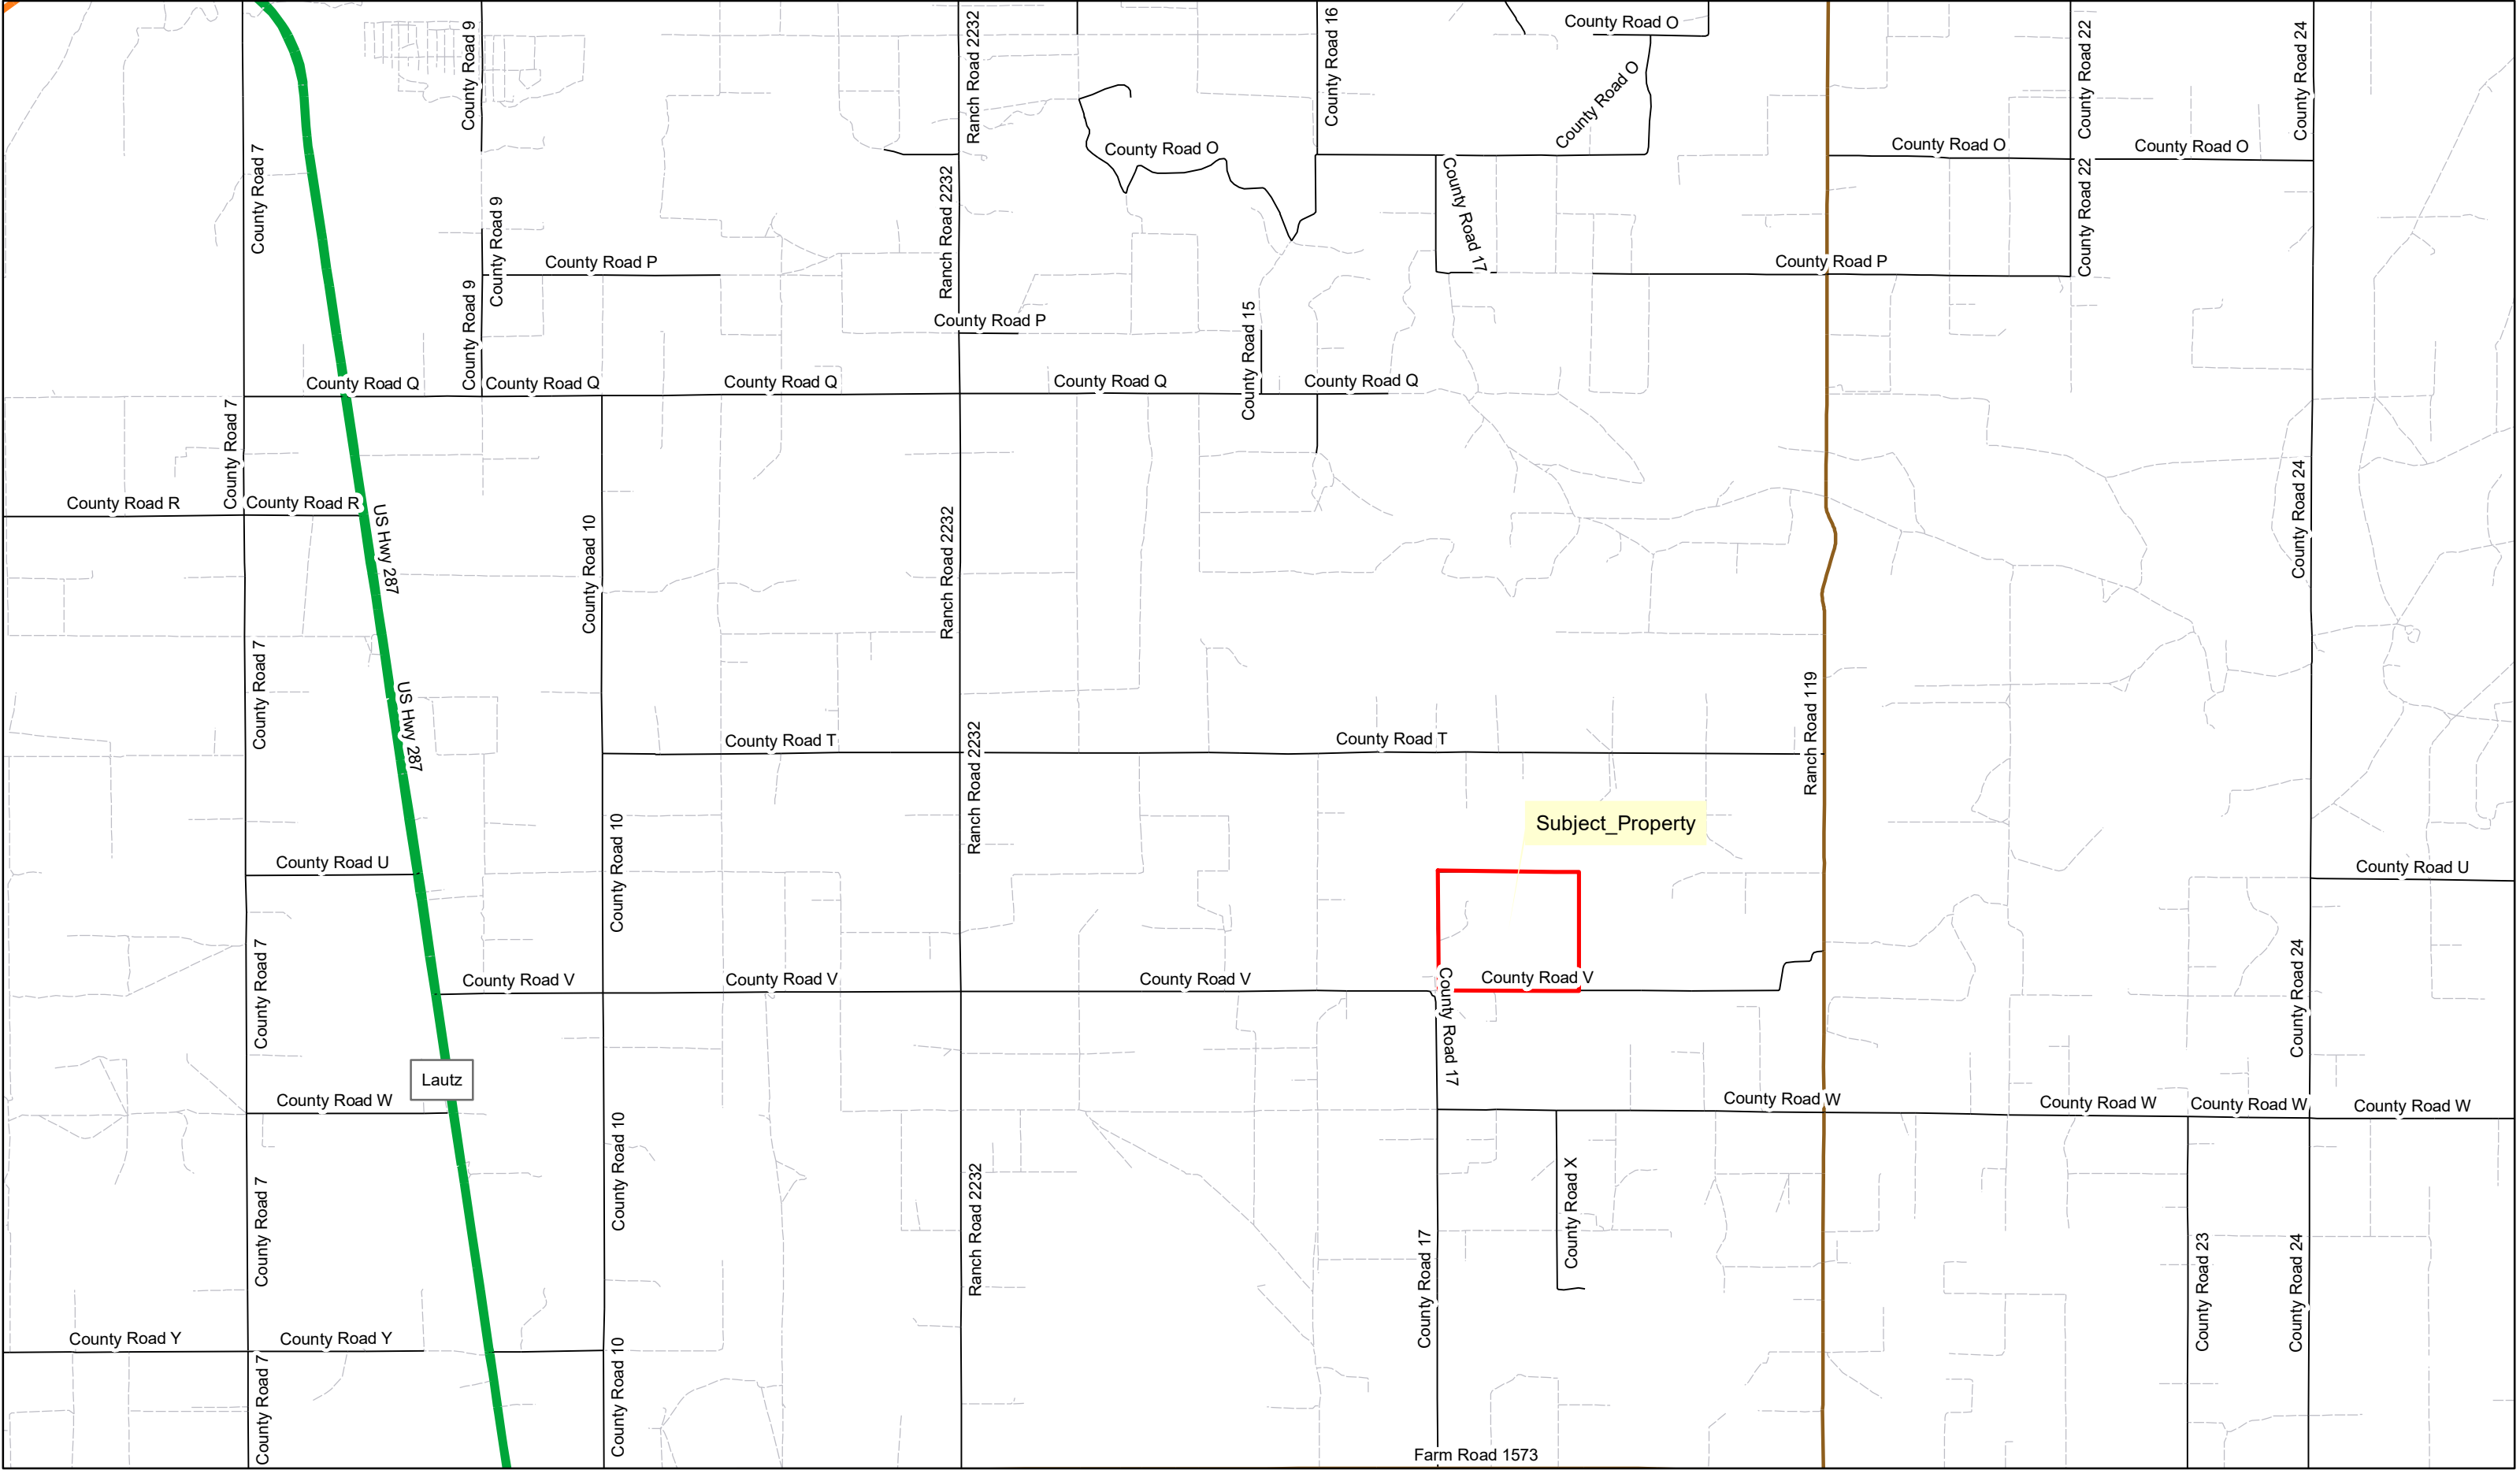 County Road 9
Ranch Road 2232
County Road 16
County Road O
County Road 22
County Road 24
County Road O
County Road 7
County Road O
County Road O
County Road O
County Road 17
Ranch Road 2232
County Road 22
County Road 9
County Road P
County Road P
County Road 9
County Road P
County Road 15
County Road Q
County Road Q
County Road Q
County Road Q
County Road Q
County Road 7
County Road R
County Road R
US Hwy 287
County Road 10
Ranch Road 2232
County Road 24
County Road 7
US Hwy 287
County Road T
Ranch Road 2232
County Road T
Ranch Road 119
Subject_Property
County Road U
County Road 10
County Road U
County Road 7
County Road V
County Road V
County Road V
County Road V
County Road 17
County Road 24
Lautz
County Road W
County Road W
County Road W
County Road W
County Road W
County Road 10
County Road 7
Ranch Road 2232
County Road X
County Road 17
County Road 23
County Road 24
County Road Y
County Road Y
County Road 7
County Road 10
Farm Road 1573